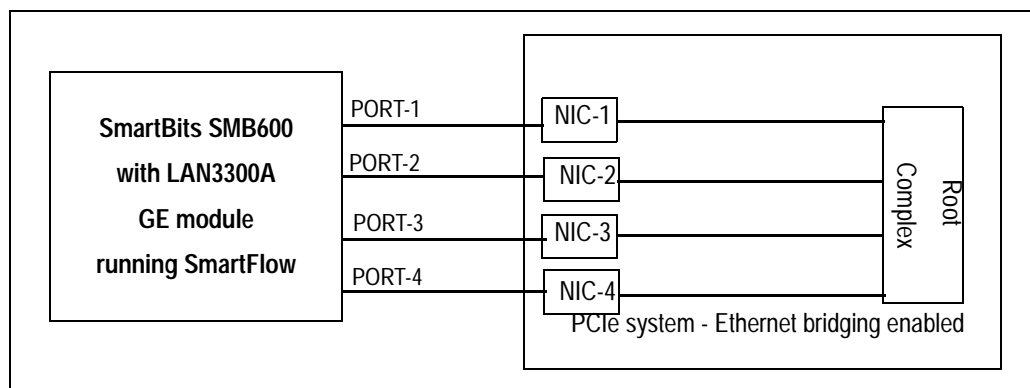 SmartBits SMB600
with LAN3300A
GE module
running SmartFlow
PORT-1
PORT-2
PORT-3
PORT-4
NIC-1
NIC-2
NIC-3
NIC-4
Root
Complex
PCIe system - Ethernet bridging enabled